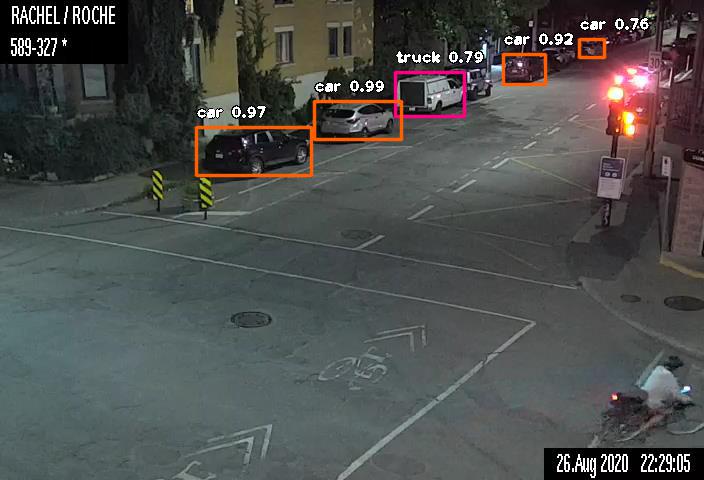 RACHEL / ROCHE
589-327 *
car 0.76
car 0.92
truck 0.79
car 0.99
car 0.97
26.Aug 2020 22:29:05